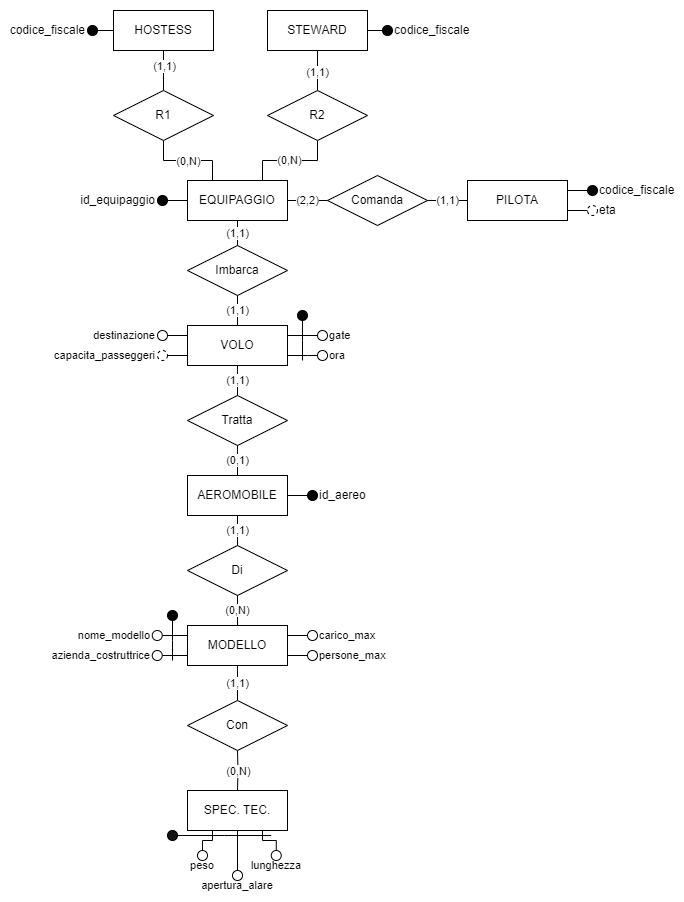 codice_fiscale
HOSTESS
STEWARD
codice_fiscale
(1,1)
(1,1)
R1
R2
(0,N)
(0,N)
id_equipaggio
EQUIPAGGIO
(2,2)
Comanda
(1,1)
PILOTA
codice_fiscale
eta
(1,1)
Imbarca
(1,1)
destinazione
capacita_passeggeri
VOLO
gate
ora
(1,1)
Tratta
(0,1)
AEROMOBILE
id_aereo
(1,1)
Di
(0,N)
nome_modello
azienda_costruttrice
MODELLO
carico_max
persone_max
(1,1)
Con
(0,N)
SPEC. TEC.
peso
lunghezza
apertura_alare